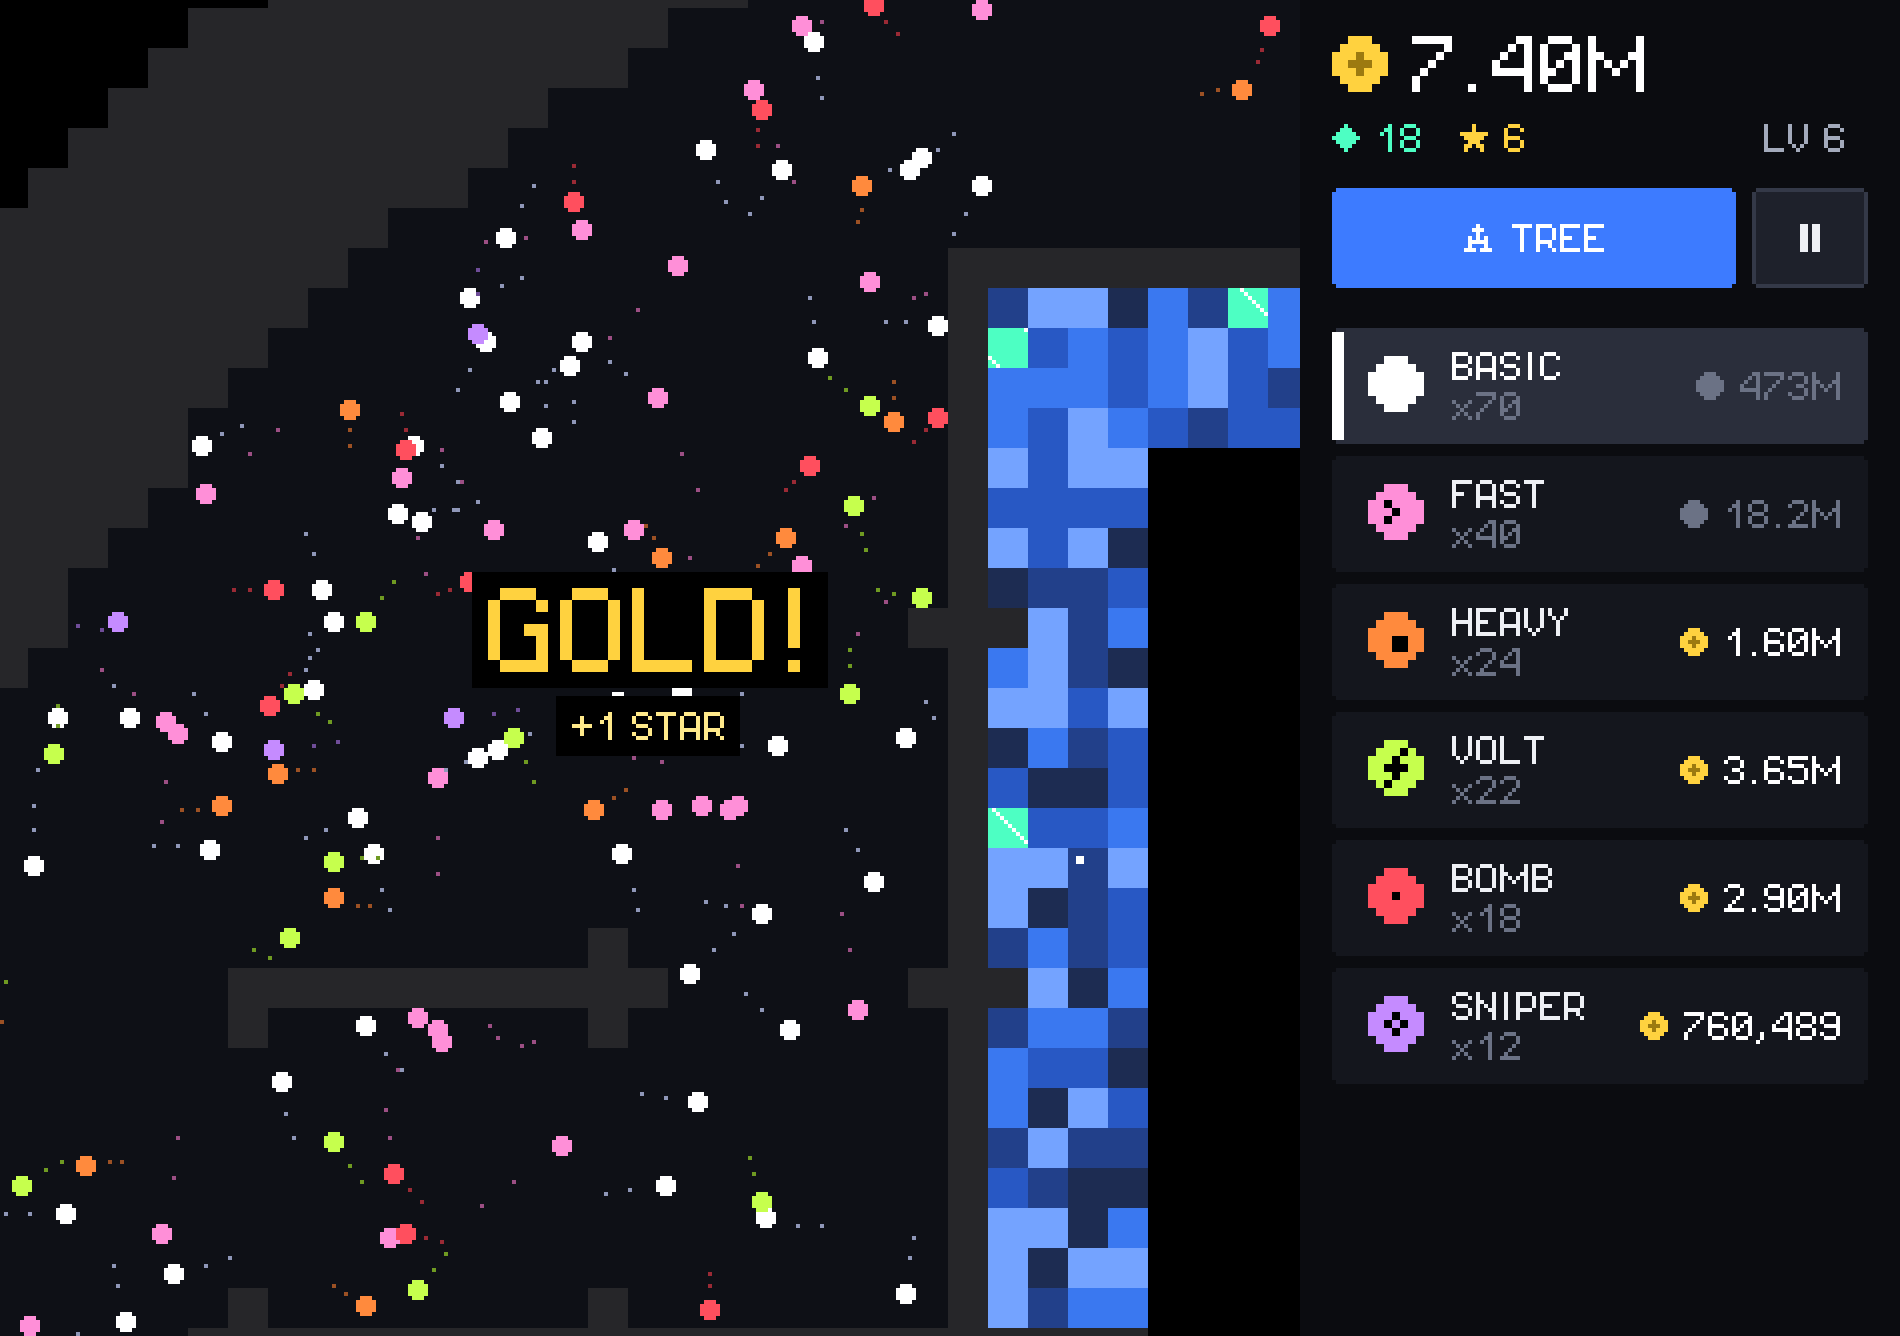 7.40M
18 6 LV 6
TREE
BASIC
x70
473M
FAST
x40
18.2M
HEAVY
x24
1.60M
VOLT
x22
3.65M
BOMB
x18
2.90M
SNIPER
x12
760,489
GOLD!
+1 STAR